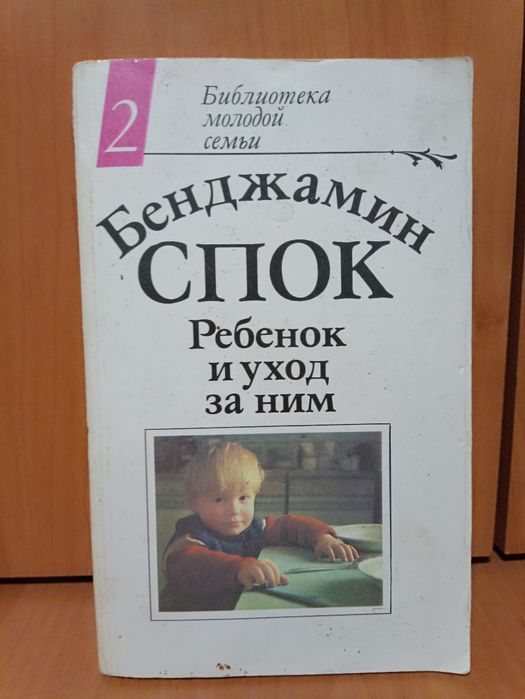 2
Библиотека
молодой
семьи
Бенджамин
СПОК
Ребенок
и уход
за ним